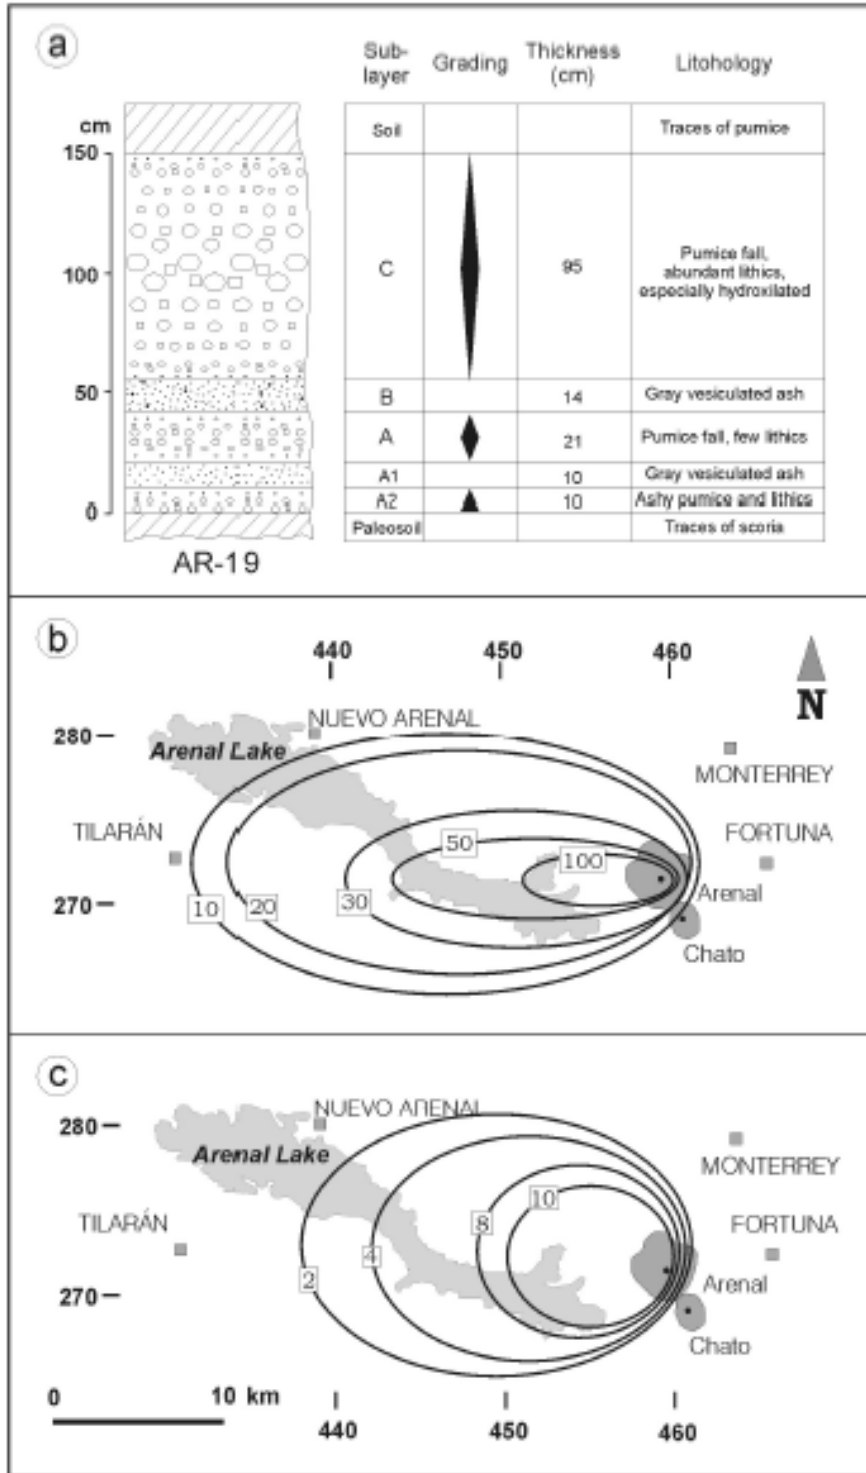 a
Sub-
layer
Grading
Thickness
(cm)
Litohology
cm
Soil
Traces of pumice
150
C
95
Pumice fall,
abundant lithics,
especially hydroxilated
100
50
B
14
Gray vesiculated ash
A
21
Pumice fall, few lithics
A1
10
Gray vesiculated ash
A2
10
Ashy pumice and lithics
0
Paleosoil
Traces of scoria
AR-19
b
440
450
460
N
NUEVO ARENAL
280
Arenal Lake
MONTERREY
TILARÁN
50
100
FORTUNA
10
20
30
Arenal
270
Chato
c
NUEVO ARENAL
280
Arenal Lake
MONTERREY
TILARÁN
10
8
FORTUNA
2
4
Arenal
270
Chato
0
10 km
440
450
460